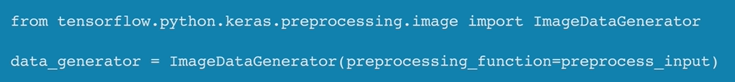 from tensorflow.python.keras.preprocessing.image import ImageDataGenerator
data_generator = ImageDataGenerator(preprocessing_function=preprocess_input)